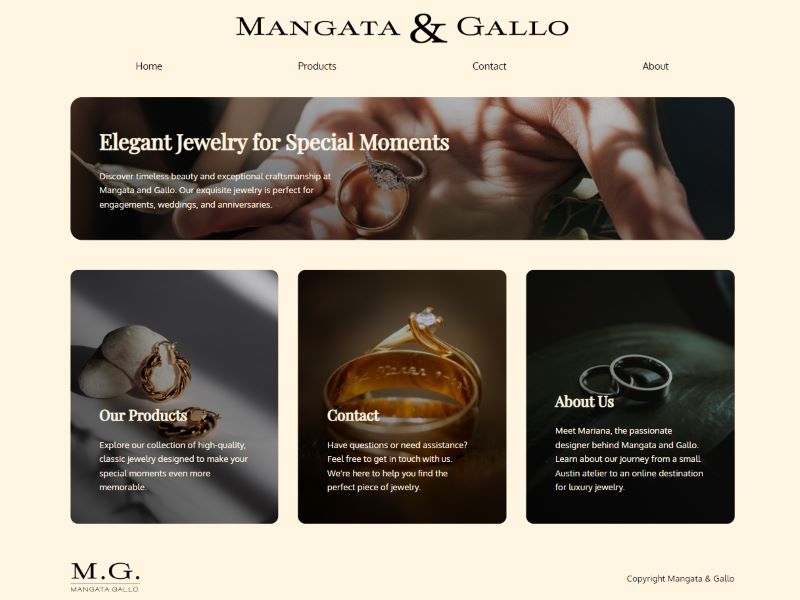 MANGATA & GALLO
Home Products Contact About
Elegant Jewelry for Special Moments
Discover timeless beauty and exceptional craftsmanship at
Mangata and Gallo. Our exquisite jewelry is perfect for
engagements, weddings, and anniversaries.
Our Products
Explore our collection of high-quality,
classic jewelry designed to make your
special moments even more
memorable.
Contact
Have questions or need assistance?
Feel free to get in touch with us.
We're here to help you find the
perfect piece of jewelry.
About Us
Meet Mariana, the passionate
designer behind Mangata and Gallo.
Learn about our journey from a small
Austin atelier to an online destination
for luxury jewelry.
M.G.
MANGATA GALLO
Copyright Mangata & Gallo